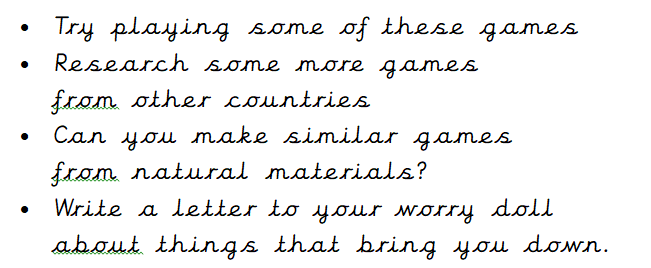 • Try playing some of these games
• Research some more games
from other countries
• Can you make similar games
from natural materials?
• Write a letter to your worry doll
about things that bring you down.